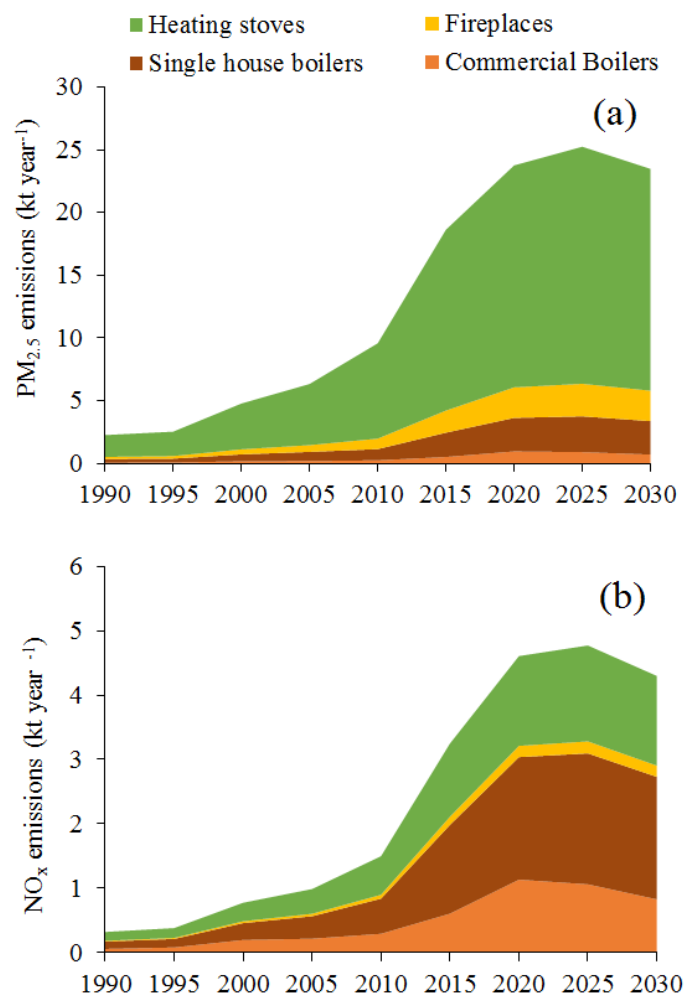 Heating stoves Fireplaces
Single house boilers Commercial Boilers
(a)
PM2.5 emissions (kt year-1)
30
25
20
15
10
5
0
1990 1995 2000 2005 2010 2015 2020 2025 2030
(b)
NOx emissions (kt year -1)
6
5
4
3
2
1
0
1990 1995 2000 2005 2010 2015 2020 2025 2030